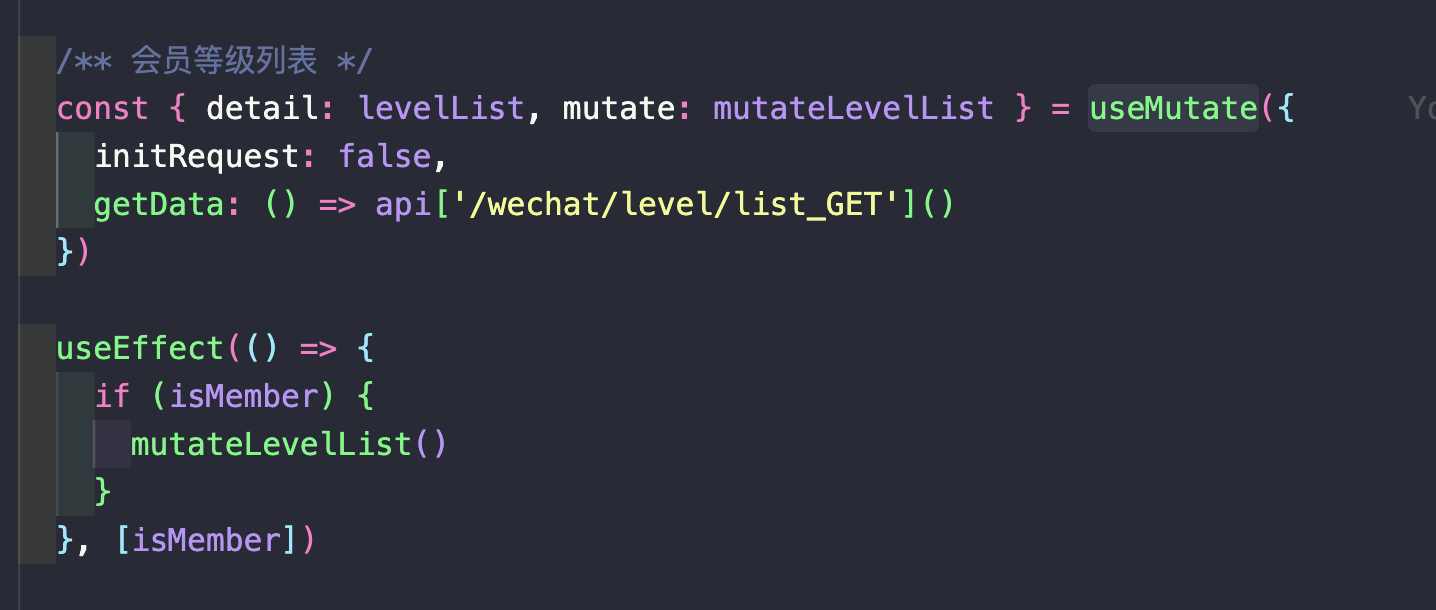 /** 会员等级列表 */
const { detail: levelList, mutate: mutateLevelList } = useMutate({
initRequest: false,
getData: () => api['/wechat/level/list_GET']()
})
useEffect(() => {
if (isMember) {
mutateLevelList()
}
}, [isMember])